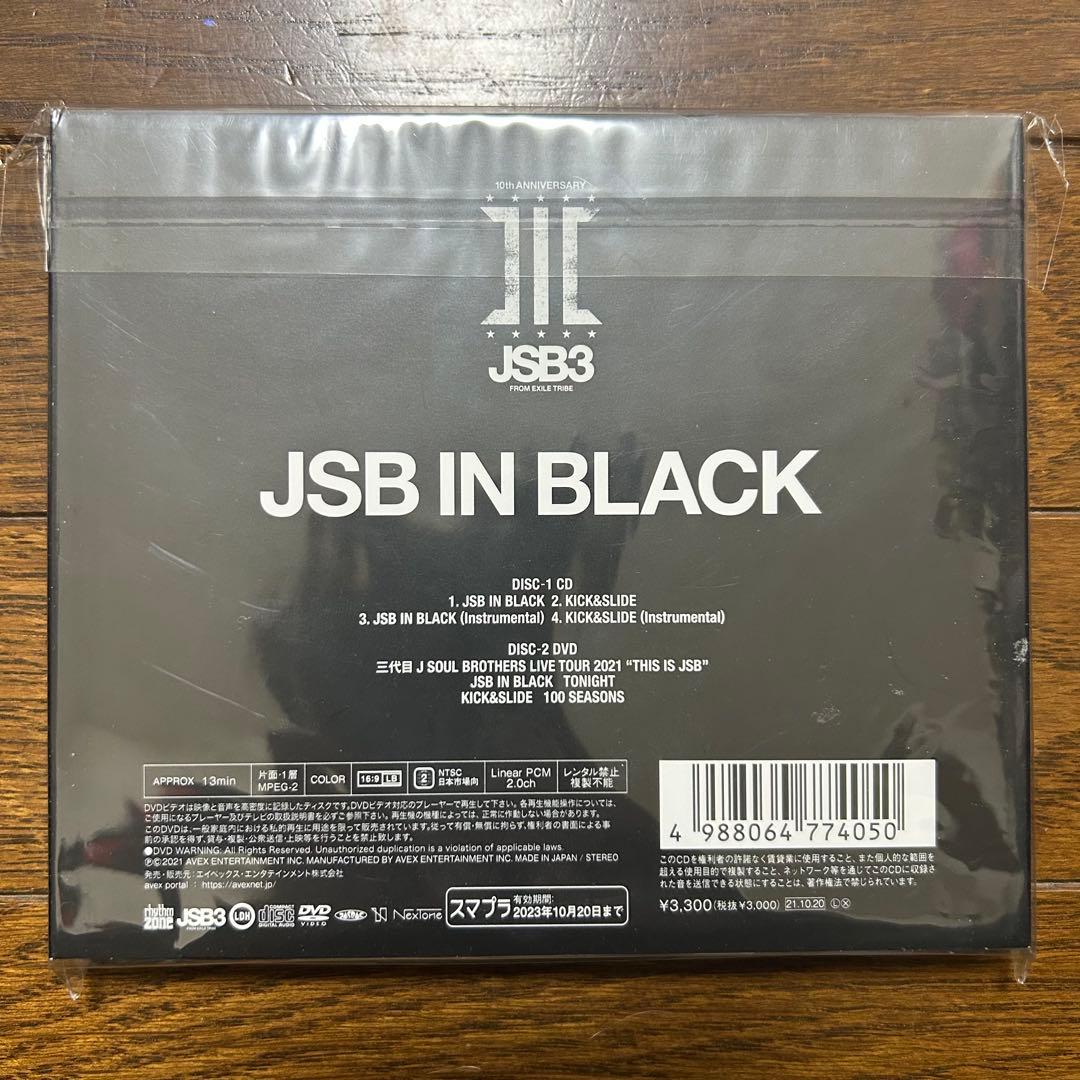 10th ANNIVERSARY
JSB3
FROM EXILE TRIBE
JSB IN BLACK
DISC-1 CD
1. JSB IN BLACK 2. KICK&SLIDE
3. JSB IN BLACK (Instrumental) 4. KICK&SLIDE (Instrumental)
DISC-2 DVD
三代目 J SOUL BROTHERS LIVE TOUR 2021 “THIS IS JSB”
JSB IN BLACK TONIGHT
KICK&SLIDE 100 SEASONS
APPROX 13min
片面・1層
MPEG-2
COLOR
16:9 LB
2
NTSC
日本市場向
Linear PCM
2.0ch
レンタル禁止
複製不能
DVDビデオは映像と音声を高密度に記録したディスクです。DVDビデオ対応のプレーヤーで再生して下さい。各再生機能操作については、
ご使用になるプレーヤー及びテレビの取扱説明書を必ずご参照下さい。再生機の機種によっては、正常に作動しない場合があります。
このDVDは、一般家庭内における私的再生に用途を限って販売されています。従って有償・無償に拘らず、権利者の書面による事
前の承認を得ず、貸与・複製・公衆送信・上映等を行うことを禁止致します。
●DVD WARNING: All Rights Reserved. Unauthorized duplication is a violation of applicable laws.
Ⓟ©2021 AVEX ENTERTAINMENT INC. MANUFACTURED BY AVEX ENTERTAINMENT INC. MADE IN JAPAN / STEREO
発売・販売元：エイベックス・エンタテインメント株式会社
avex portal : https://avexnet.jp/
rhythm
zone
JSB3
FROM EXILE TRIBE
LDH
COMPACT
disc
DIGITAL AUDIO
DVD
VIDEO
JASRAC
NexTone
スマプラ
有効期間:
2023年10月20日まで
4 988064 774050
このCDを権利者の許諾なく賃貸業に使用すること、また個人的な範囲を
超える使用目的で複製すること、ネットワーク等を通じてこのCDに収録され
た音を送信できる状態にすることは、著作権法で禁じられています。
¥3,300(税抜¥3,000) 21.10.20 Ⓛ Ⓧ